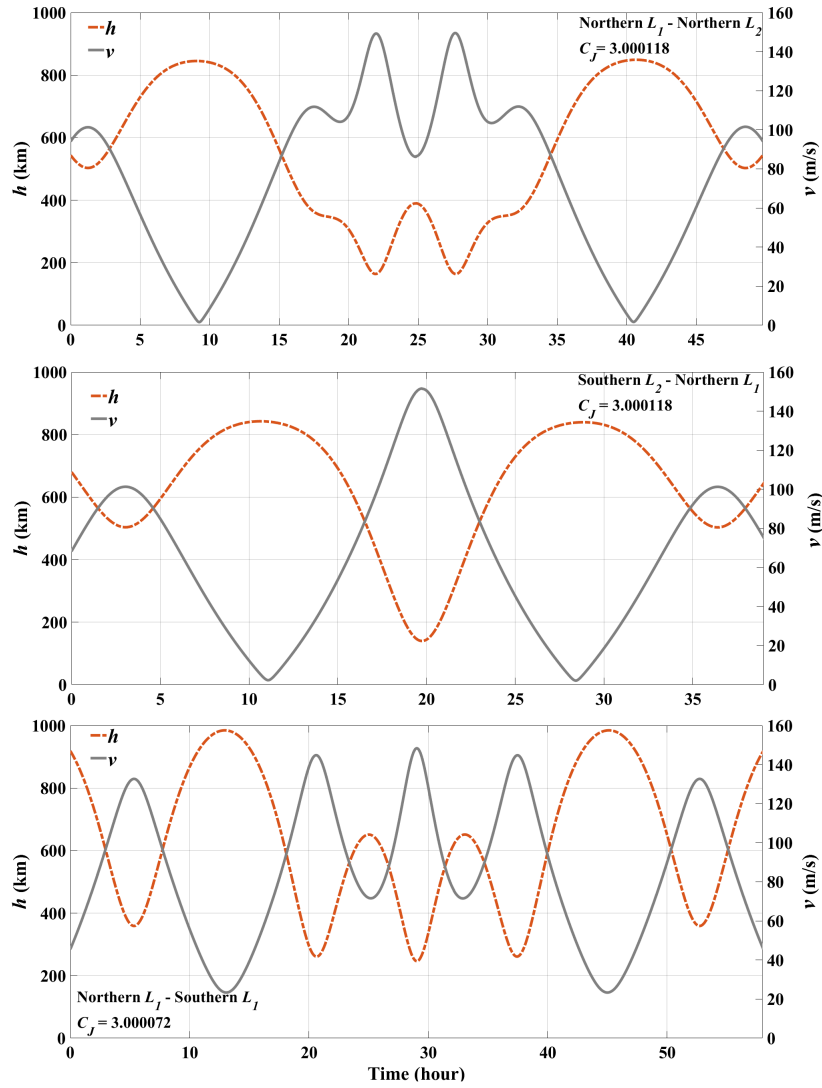 1000
800
600
400
200
0
h (km)
h
v
Northern L1 - Northern L2
CJ = 3.000118
160
140
120
100
80
60
40
20
0
v (m/s)
0 5 10 15 20 25 30 35 40 45
1000
800
600
400
200
0
h (km)
h
v
Southern L2 - Northern L1
CJ = 3.000118
160
140
120
100
80
60
40
20
0
v (m/s)
0 5 10 15 20 25 30 35
1000
800
600
400
200
0
h (km)
h
v
Northern L1 - Southern L1
CJ = 3.000072
160
140
120
100
80
60
40
20
0
v (m/s)
0 10 20 30 40 50
Time (hour)